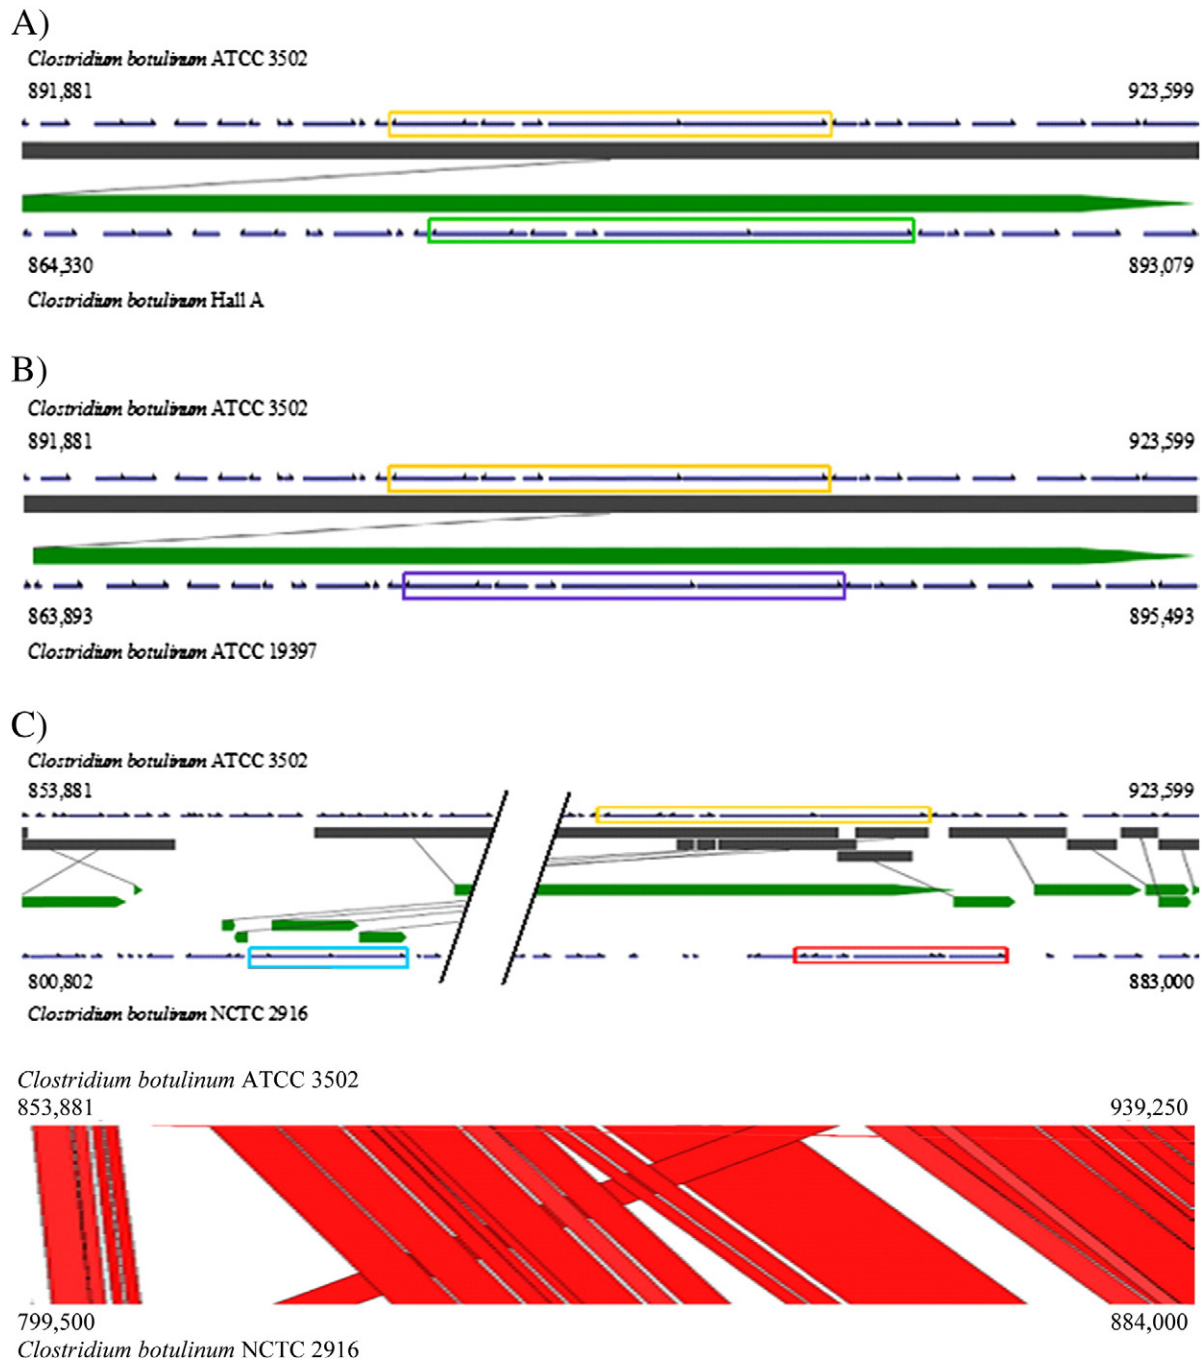 A)
Clostridium botulinum ATCC 3502
891,881 923,599
864,330 893,079
Clostridium botulinum Hall A
B)
Clostridium botulinum ATCC 3502
891,881 923,599
863,893 895,493
Clostridium botulinum ATCC 19397
C)
Clostridium botulinum ATCC 3502
853,881 923,599
800,802 883,000
Clostridium botulinum NCTC 2916
Clostridium botulinum ATCC 3502
853,881 939,250
799,500 884,000
Clostridium botulinum NCTC 2916